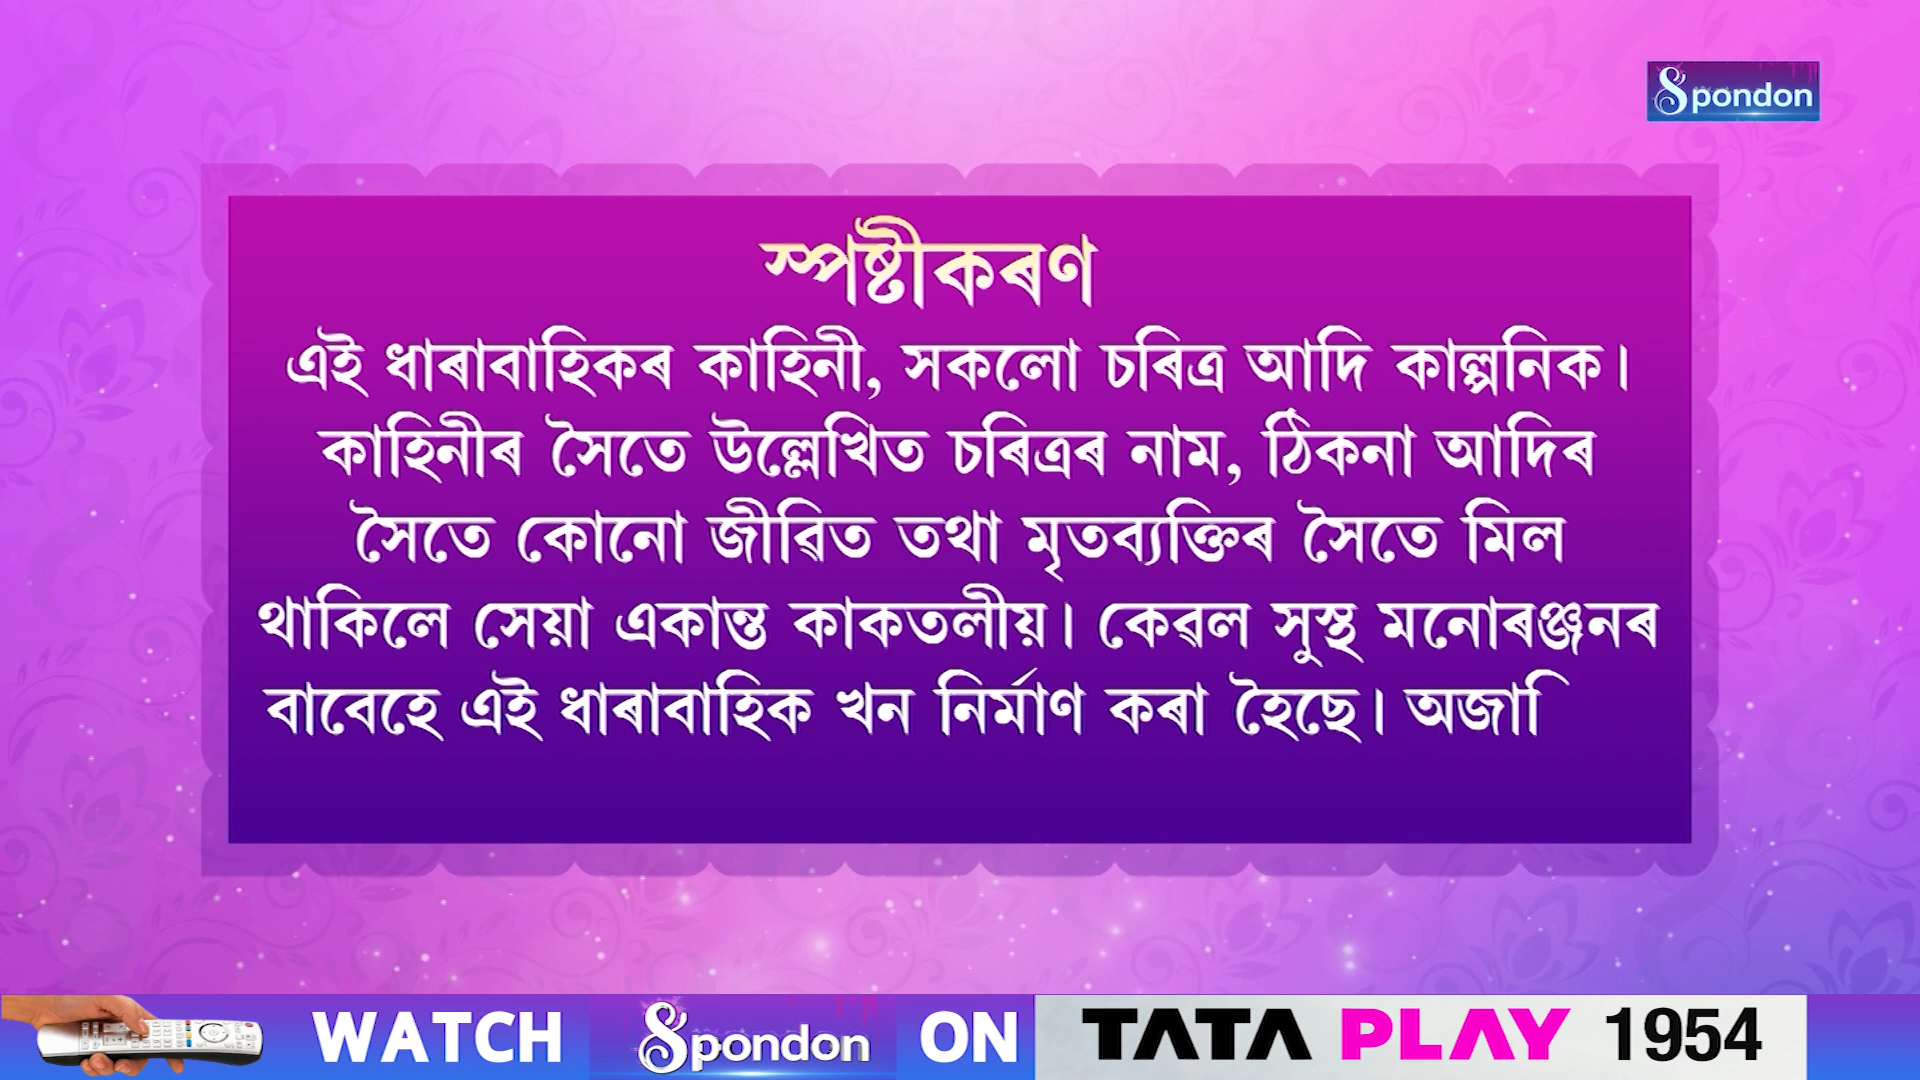 Spondon
স্পষ্টীকৰণ
এই ধাৰাবাহিকৰ কাহিনী, সকলো চৰিত্ৰ আদি কাল্পনিক।
কাহিনীৰ সৈতে উল্লেখিত চৰিত্ৰৰ নাম, ঠিকনা আদিৰ
সৈতে কোনো জীৱিত তথা মৃতব্যক্তিৰ সৈতে মিল
থাকিলে সেয়া একান্ত কাকতলীয়। কেৱল সুস্থ মনোৰঞ্জনৰ
বাবেহে এই ধাৰাবাহিক খন নিৰ্মাণ কৰা হৈছে। অজাি
WATCH Spondon ON TATA PLAY 1954